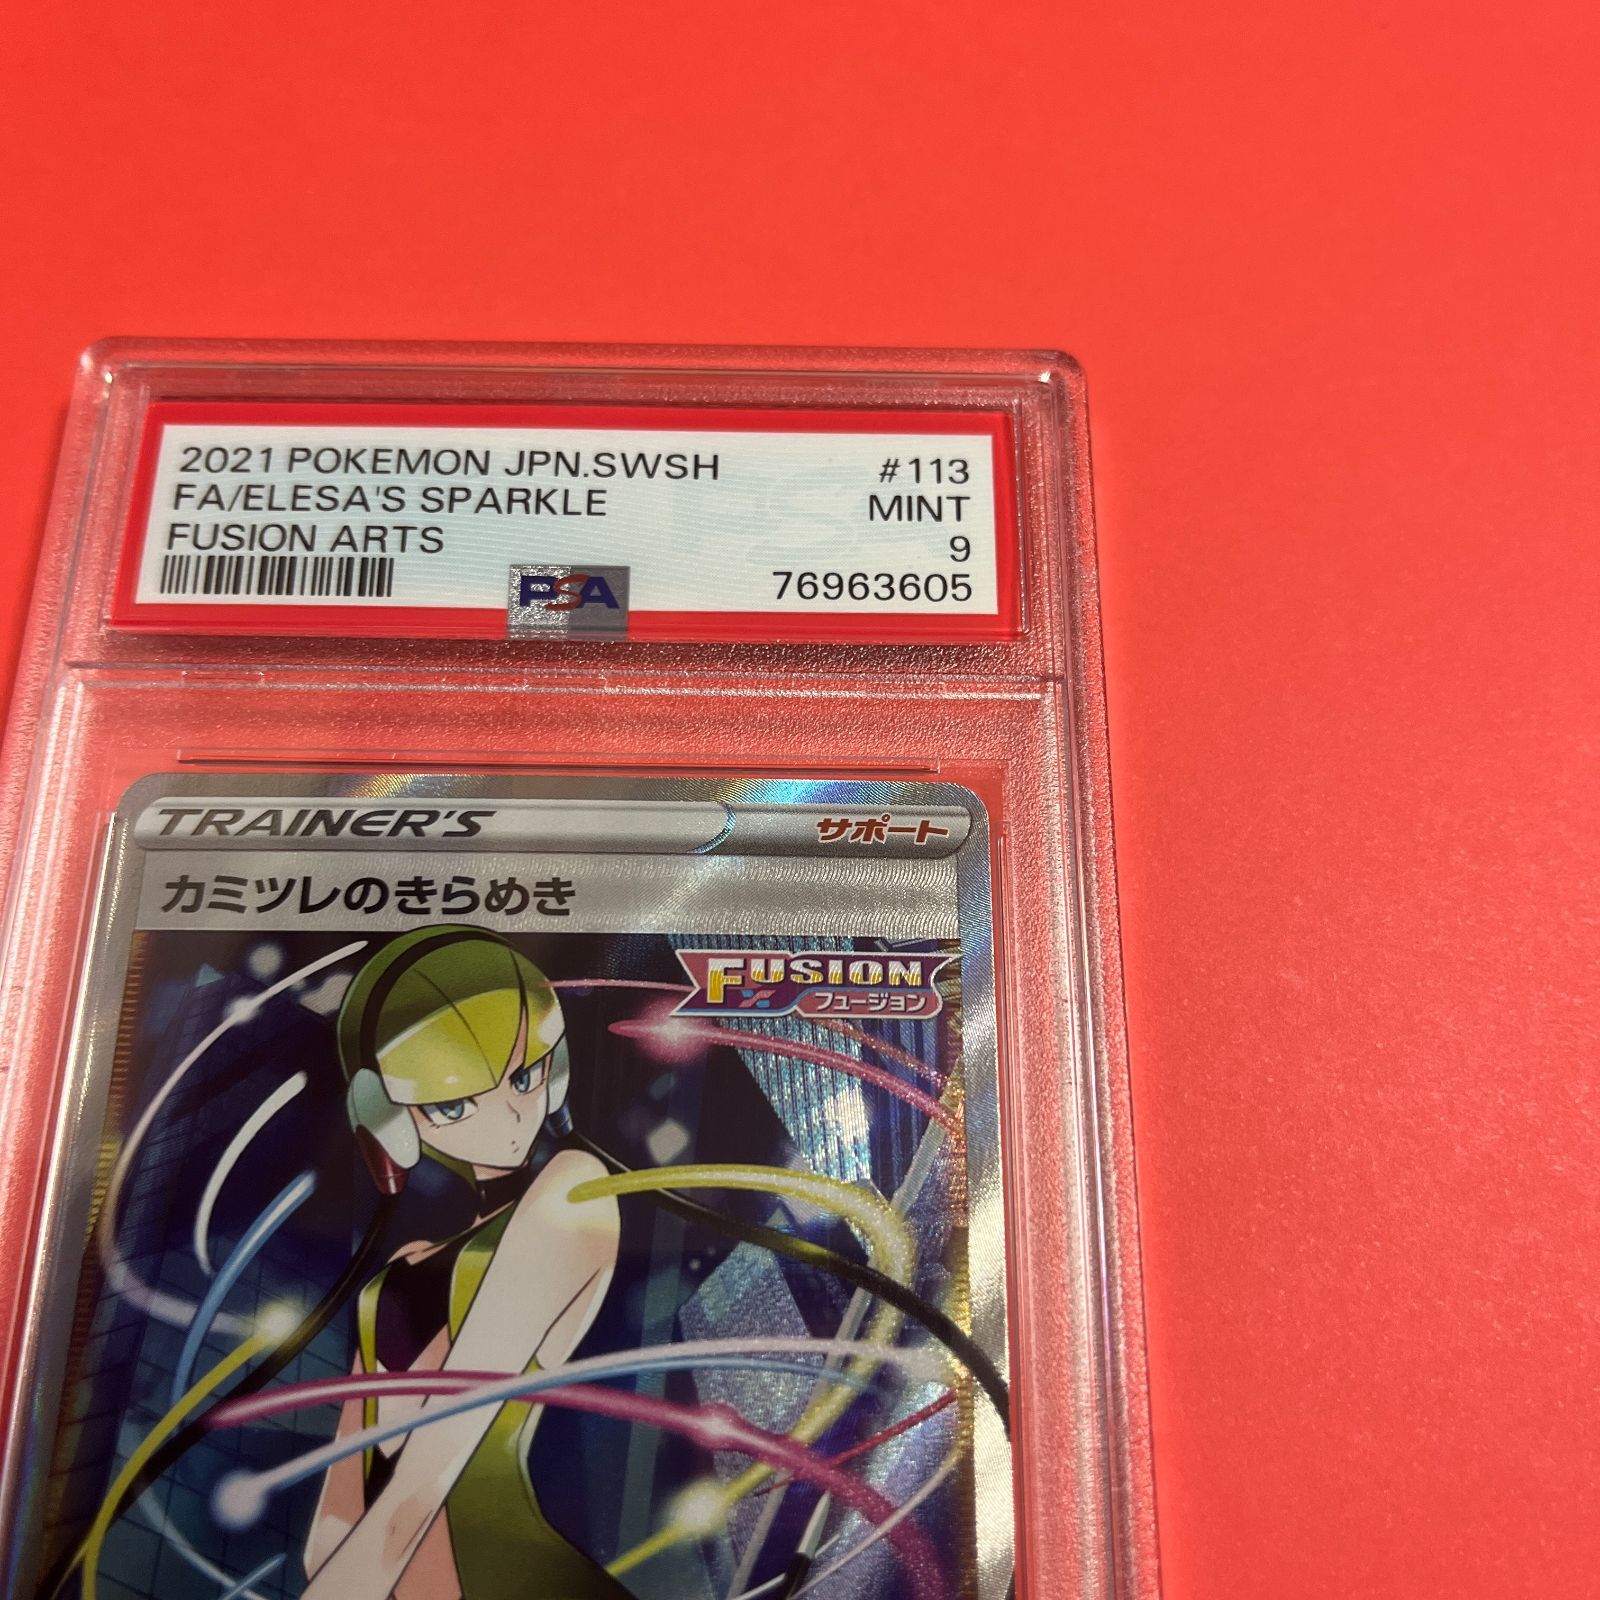 2021 POKEMON JPN.SWSH #113
FA/ELESA'S SPARKLE MINT
FUSION ARTS 9
PSA 76963605
TRAINER'S サポート
カミツレのきらめき
FUSION
フュージョン